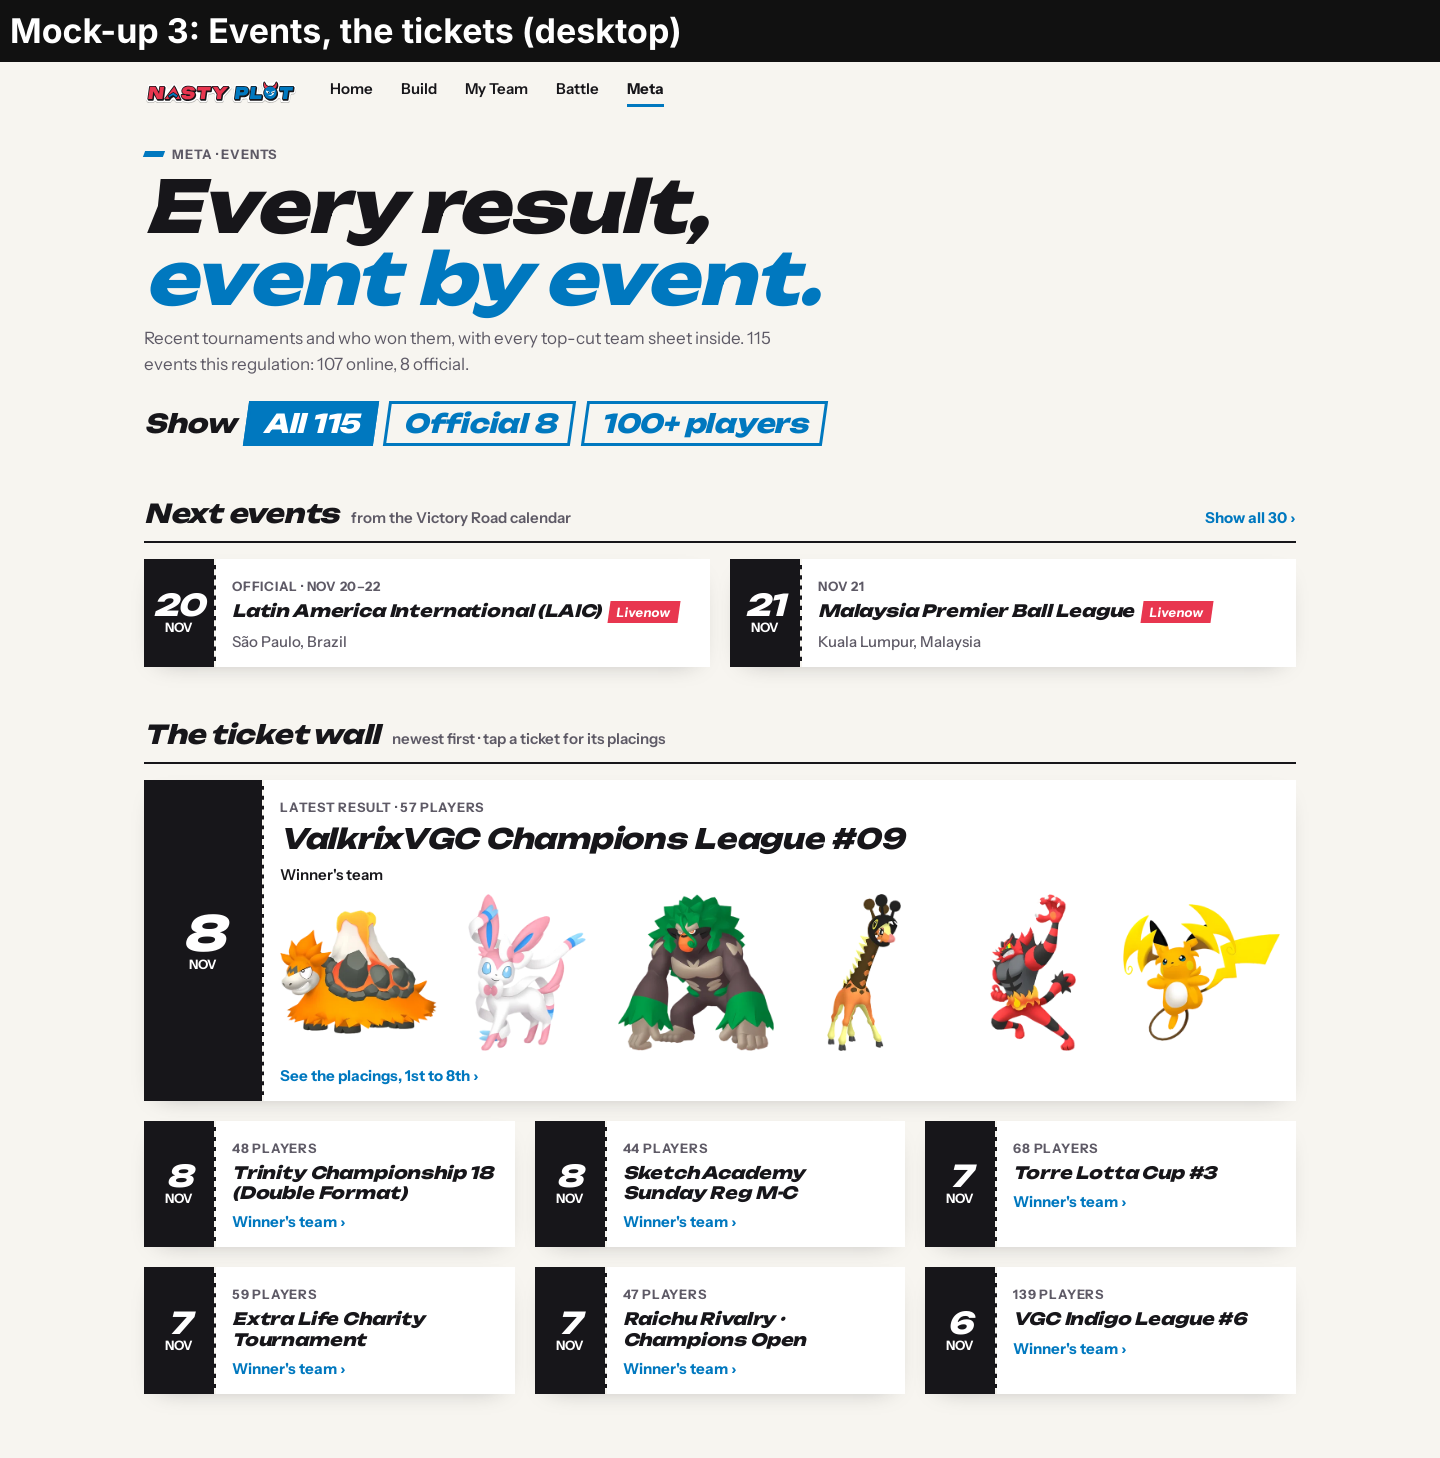 Mock-up 3: Events, the tickets (desktop)
NASTY PLOT
Home
Build
My Team
Battle
Meta
META · EVENTS
Every result,
event by event.
Recent tournaments and who won them, with every top-cut team sheet inside. 115
events this regulation: 107 online, 8 official.
Show
All 115
Official 8
100+ players
Next events
from the Victory Road calendar
Show all 30 ›
20
NOV
OFFICIAL · NOV 20–22
Latin America International (LAIC)
Livenow
São Paulo, Brazil
21
NOV
NOV 21
Malaysia Premier Ball League
Livenow
Kuala Lumpur, Malaysia
The ticket wall
newest first · tap a ticket for its placings
8
NOV
LATEST RESULT · 57 PLAYERS
ValkrixVGC Champions League #09
Winner's team
See the placings, 1st to 8th ›
8
NOV
48 PLAYERS
Trinity Championship 18
(Double Format)
Winner's team ›
8
NOV
44 PLAYERS
Sketch Academy
Sunday Reg M-C
Winner's team ›
7
NOV
68 PLAYERS
Torre Lotta Cup #3
Winner's team ›
7
NOV
59 PLAYERS
Extra Life Charity
Tournament
Winner's team ›
7
NOV
47 PLAYERS
Raichu Rivalry ·
Champions Open
Winner's team ›
6
NOV
139 PLAYERS
VGC Indigo League #6
Winner's team ›